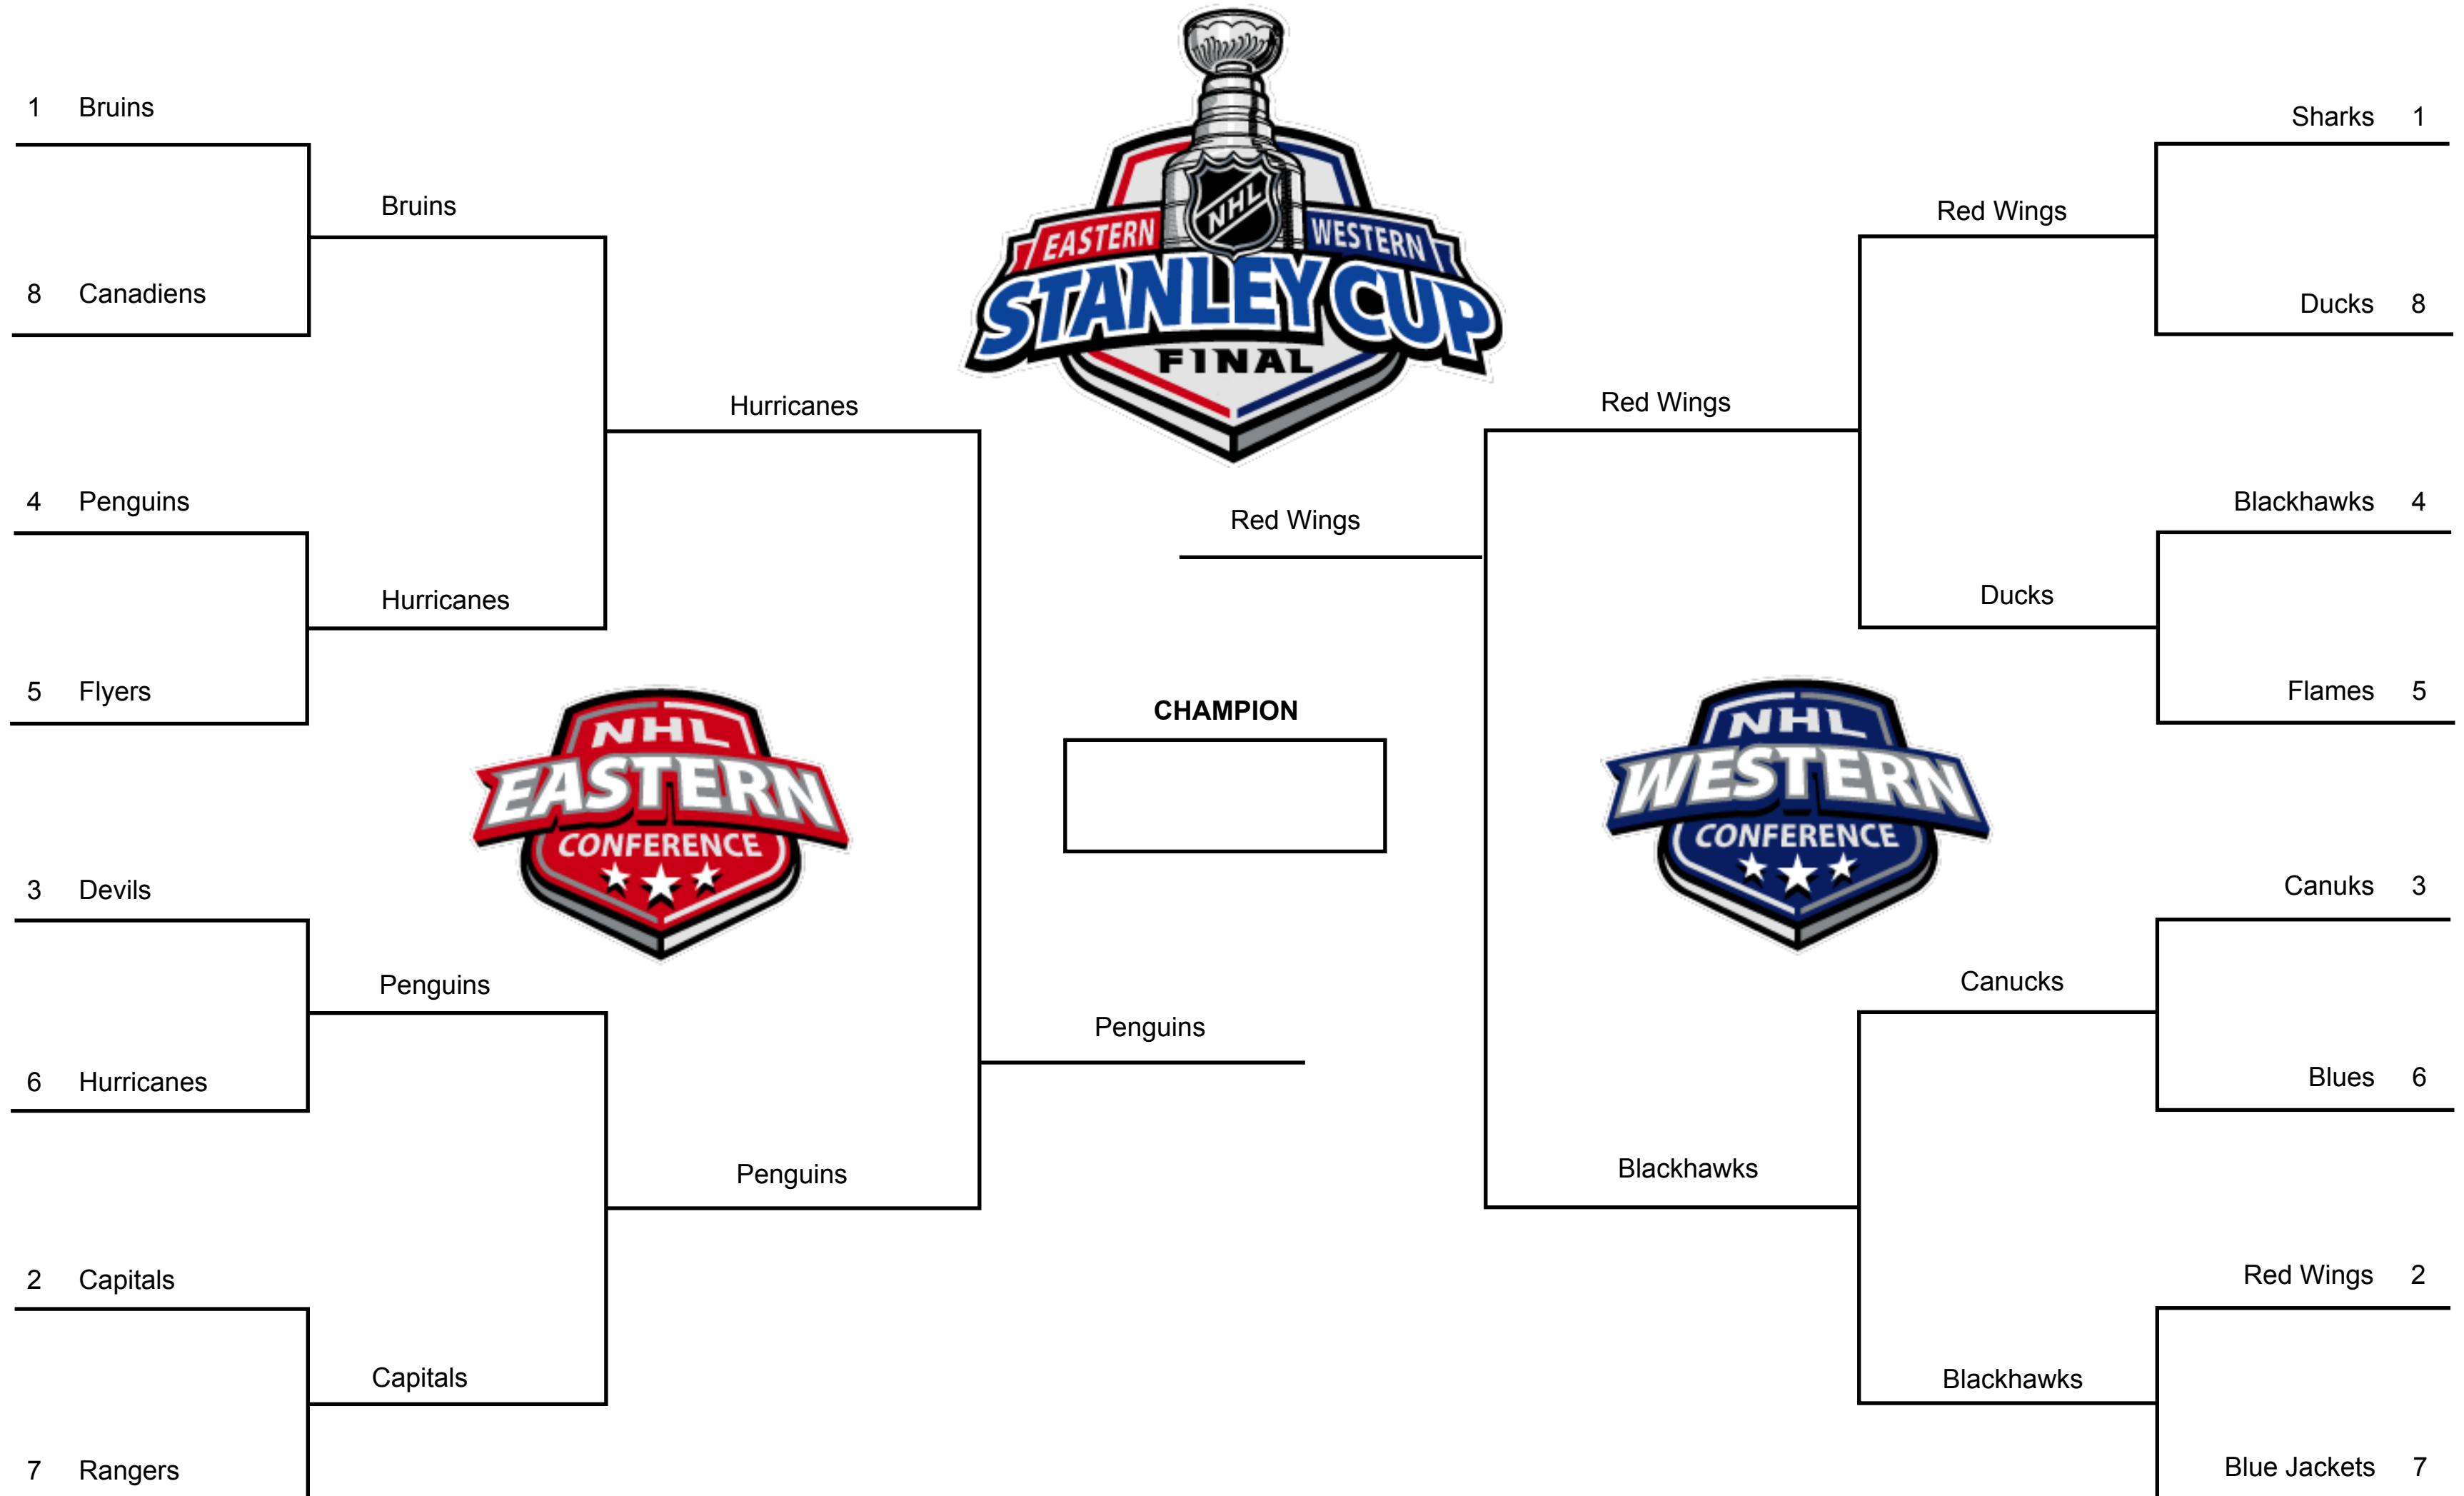 1 Bruins
Bruins
8 Canadiens
Hurricanes
4 Penguins
Hurricanes
5 Flyers
3 Devils
Penguins
6 Hurricanes
Penguins
2 Capitals
Capitals
7 Rangers
NHL
EASTERN
CONFERENCE
NHL
EASTERN WESTERN
STANLEY CUP
FINAL
Red Wings
CHAMPION
Penguins
Sharks 1
Red Wings
Ducks 8
Red Wings
Blackhawks 4
Ducks
Flames 5
NHL
WESTERN
CONFERENCE
Canuks 3
Canucks
Blues 6
Blackhawks
Red Wings 2
Blackhawks
Blue Jackets 7